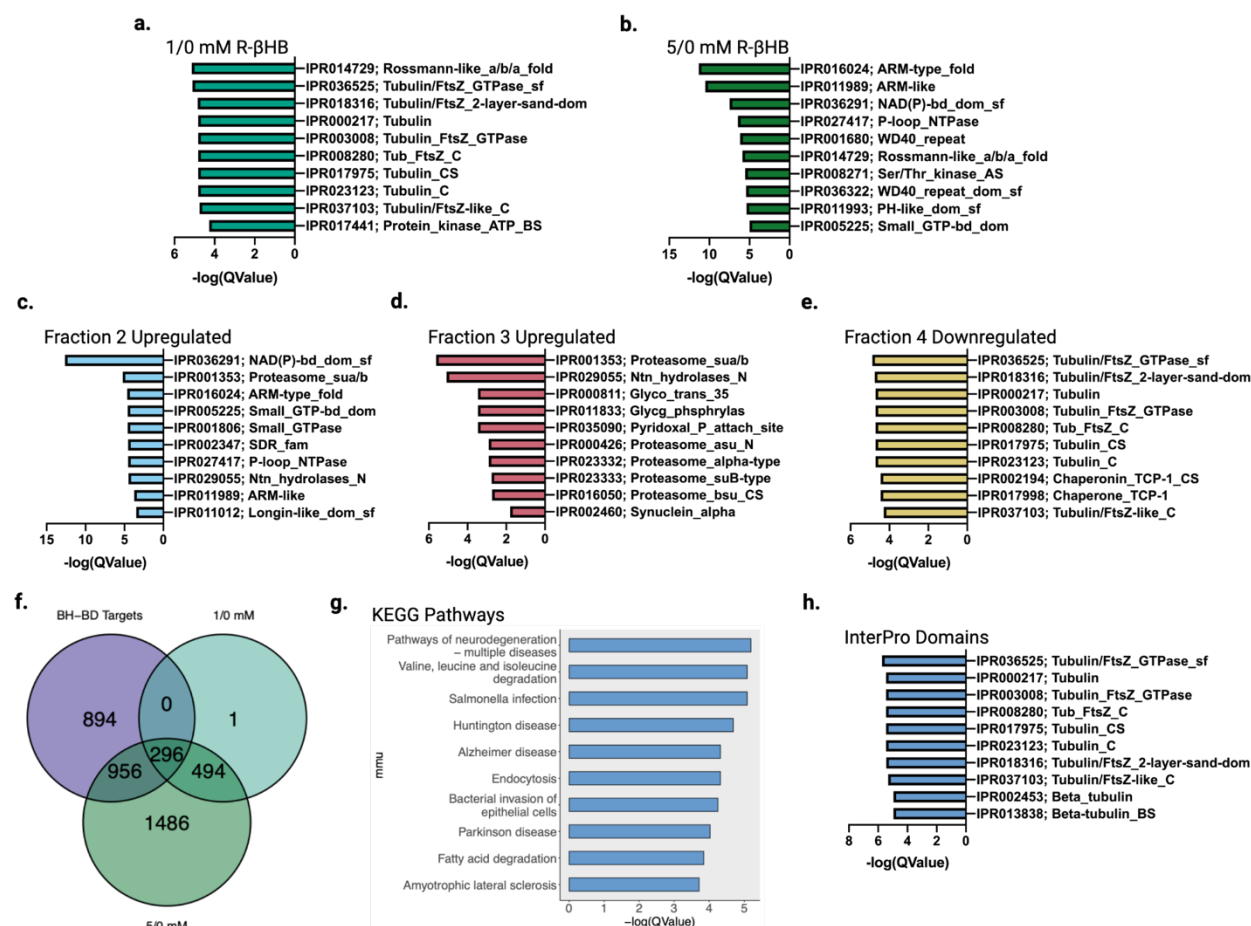 a.
1/0 mM R-βHB
IPR014729; Rossmann-like_a/b/a_fold
IPR036525; Tubulin/FtsZ_GTPase_sf
IPR018316; Tubulin/FtsZ_2-layer-sand-dom
IPR000217; Tubulin
IPR003008; Tubulin_FtsZ_GTPase
IPR008280; Tub_FtsZ_C
IPR017975; Tubulin_CS
IPR023123; Tubulin_C
IPR037103; Tubulin/FtsZ-like_C
IPR017441; Protein_kinase_ATP_BS
6 4 2 0
-log(QValue)
b.
5/0 mM R-βHB
IPR016024; ARM-type_fold
IPR011989; ARM-like
IPR036291; NAD(P)-bd_dom_sf
IPR027417; P-loop_NTPase
IPR001680; WD40_repeat
IPR014729; Rossmann-like_a/b/a_fold
IPR008271; Ser/Thr_kinase_AS
IPR036322; WD40_repeat_dom_sf
IPR011993; PH-like_dom_sf
IPR005225; Small_GTP-bd_dom
15 10 5 0
-log(QValue)
c.
Fraction 2 Upregulated
IPR036291; NAD(P)-bd_dom_sf
IPR001353; Proteasome_sua/b
IPR016024; ARM-type_fold
IPR005225; Small_GTP-bd_dom
IPR001806; Small_GTPase
IPR002347; SDR_fam
IPR027417; P-loop_NTPase
IPR029055; Ntn_hydrolases_N
IPR011989; ARM-like
IPR011012; Longin-like_dom_sf
15 10 5 0
-log(QValue)
d.
Fraction 3 Upregulated
IPR001353; Proteasome_sua/b
IPR029055; Ntn_hydrolases_N
IPR000811; Glyco_trans_35
IPR011833; Glycg_phsphrylas
IPR035090; Pyridoxal_P_attach_site
IPR000426; Proteasome_asu_N
IPR023332; Proteasome_alpha-type
IPR023333; Proteasome_suB-type
IPR016050; Proteasome_bsu_CS
IPR002460; Synuclein_alpha
6 4 2 0
-log(QValue)
e.
Fraction 4 Downregulated
IPR036525; Tubulin/FtsZ_GTPase_sf
IPR018316; Tubulin/FtsZ_2-layer-sand-dom
IPR000217; Tubulin
IPR003008; Tubulin_FtsZ_GTPase
IPR008280; Tub_FtsZ_C
IPR017975; Tubulin_CS
IPR023123; Tubulin_C
IPR002194; Chaperonin_TCP-1_CS
IPR017998; Chaperone_TCP-1
IPR037103; Tubulin/FtsZ-like_C
6 4 2 0
-log(QValue)
f.
BH−BD Targets
1/0 mM
894
0
1
296
956
494
1486
5/0 mM
g.
KEGG Pathways
mmu
Pathways of neurodegeneration
− multiple diseases
Valine, leucine and isoleucine
degradation
Salmonella infection
Huntington disease
Alzheimer disease
Endocytosis
Bacterial invasion of
epithelial cells
Parkinson disease
Fatty acid degradation
Amyotrophic lateral sclerosis
0 1 2 3 4 5
−log(QValue)
h.
InterPro Domains
IPR036525; Tubulin/FtsZ_GTPase_sf
IPR000217; Tubulin
IPR003008; Tubulin_FtsZ_GTPase
IPR008280; Tub_FtsZ_C
IPR017975; Tubulin_CS
IPR023123; Tubulin_C
IPR018316; Tubulin/FtsZ_2-layer-sand-dom
IPR037103; Tubulin/FtsZ-like_C
IPR002453; Beta_tubulin
IPR013838; Beta-tubulin_BS
8 6 4 2 0
-log(QValue)